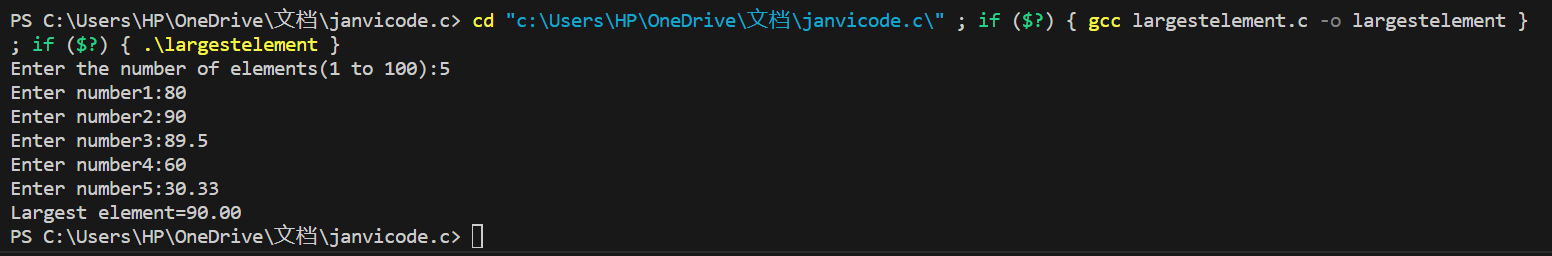 PS C:\Users\HP\OneDrive\文档\janvicode.c> cd "c:\Users\HP\OneDrive\文档\janvicode.c\" ; if ($?) { gcc largestelement.c -o largestelement }
; if ($?) { .\largestelement }
Enter the number of elements(1 to 100):5
Enter number1:80
Enter number2:90
Enter number3:89.5
Enter number4:60
Enter number5:30.33
Largest element=90.00
PS C:\Users\HP\OneDrive\文档\janvicode.c>